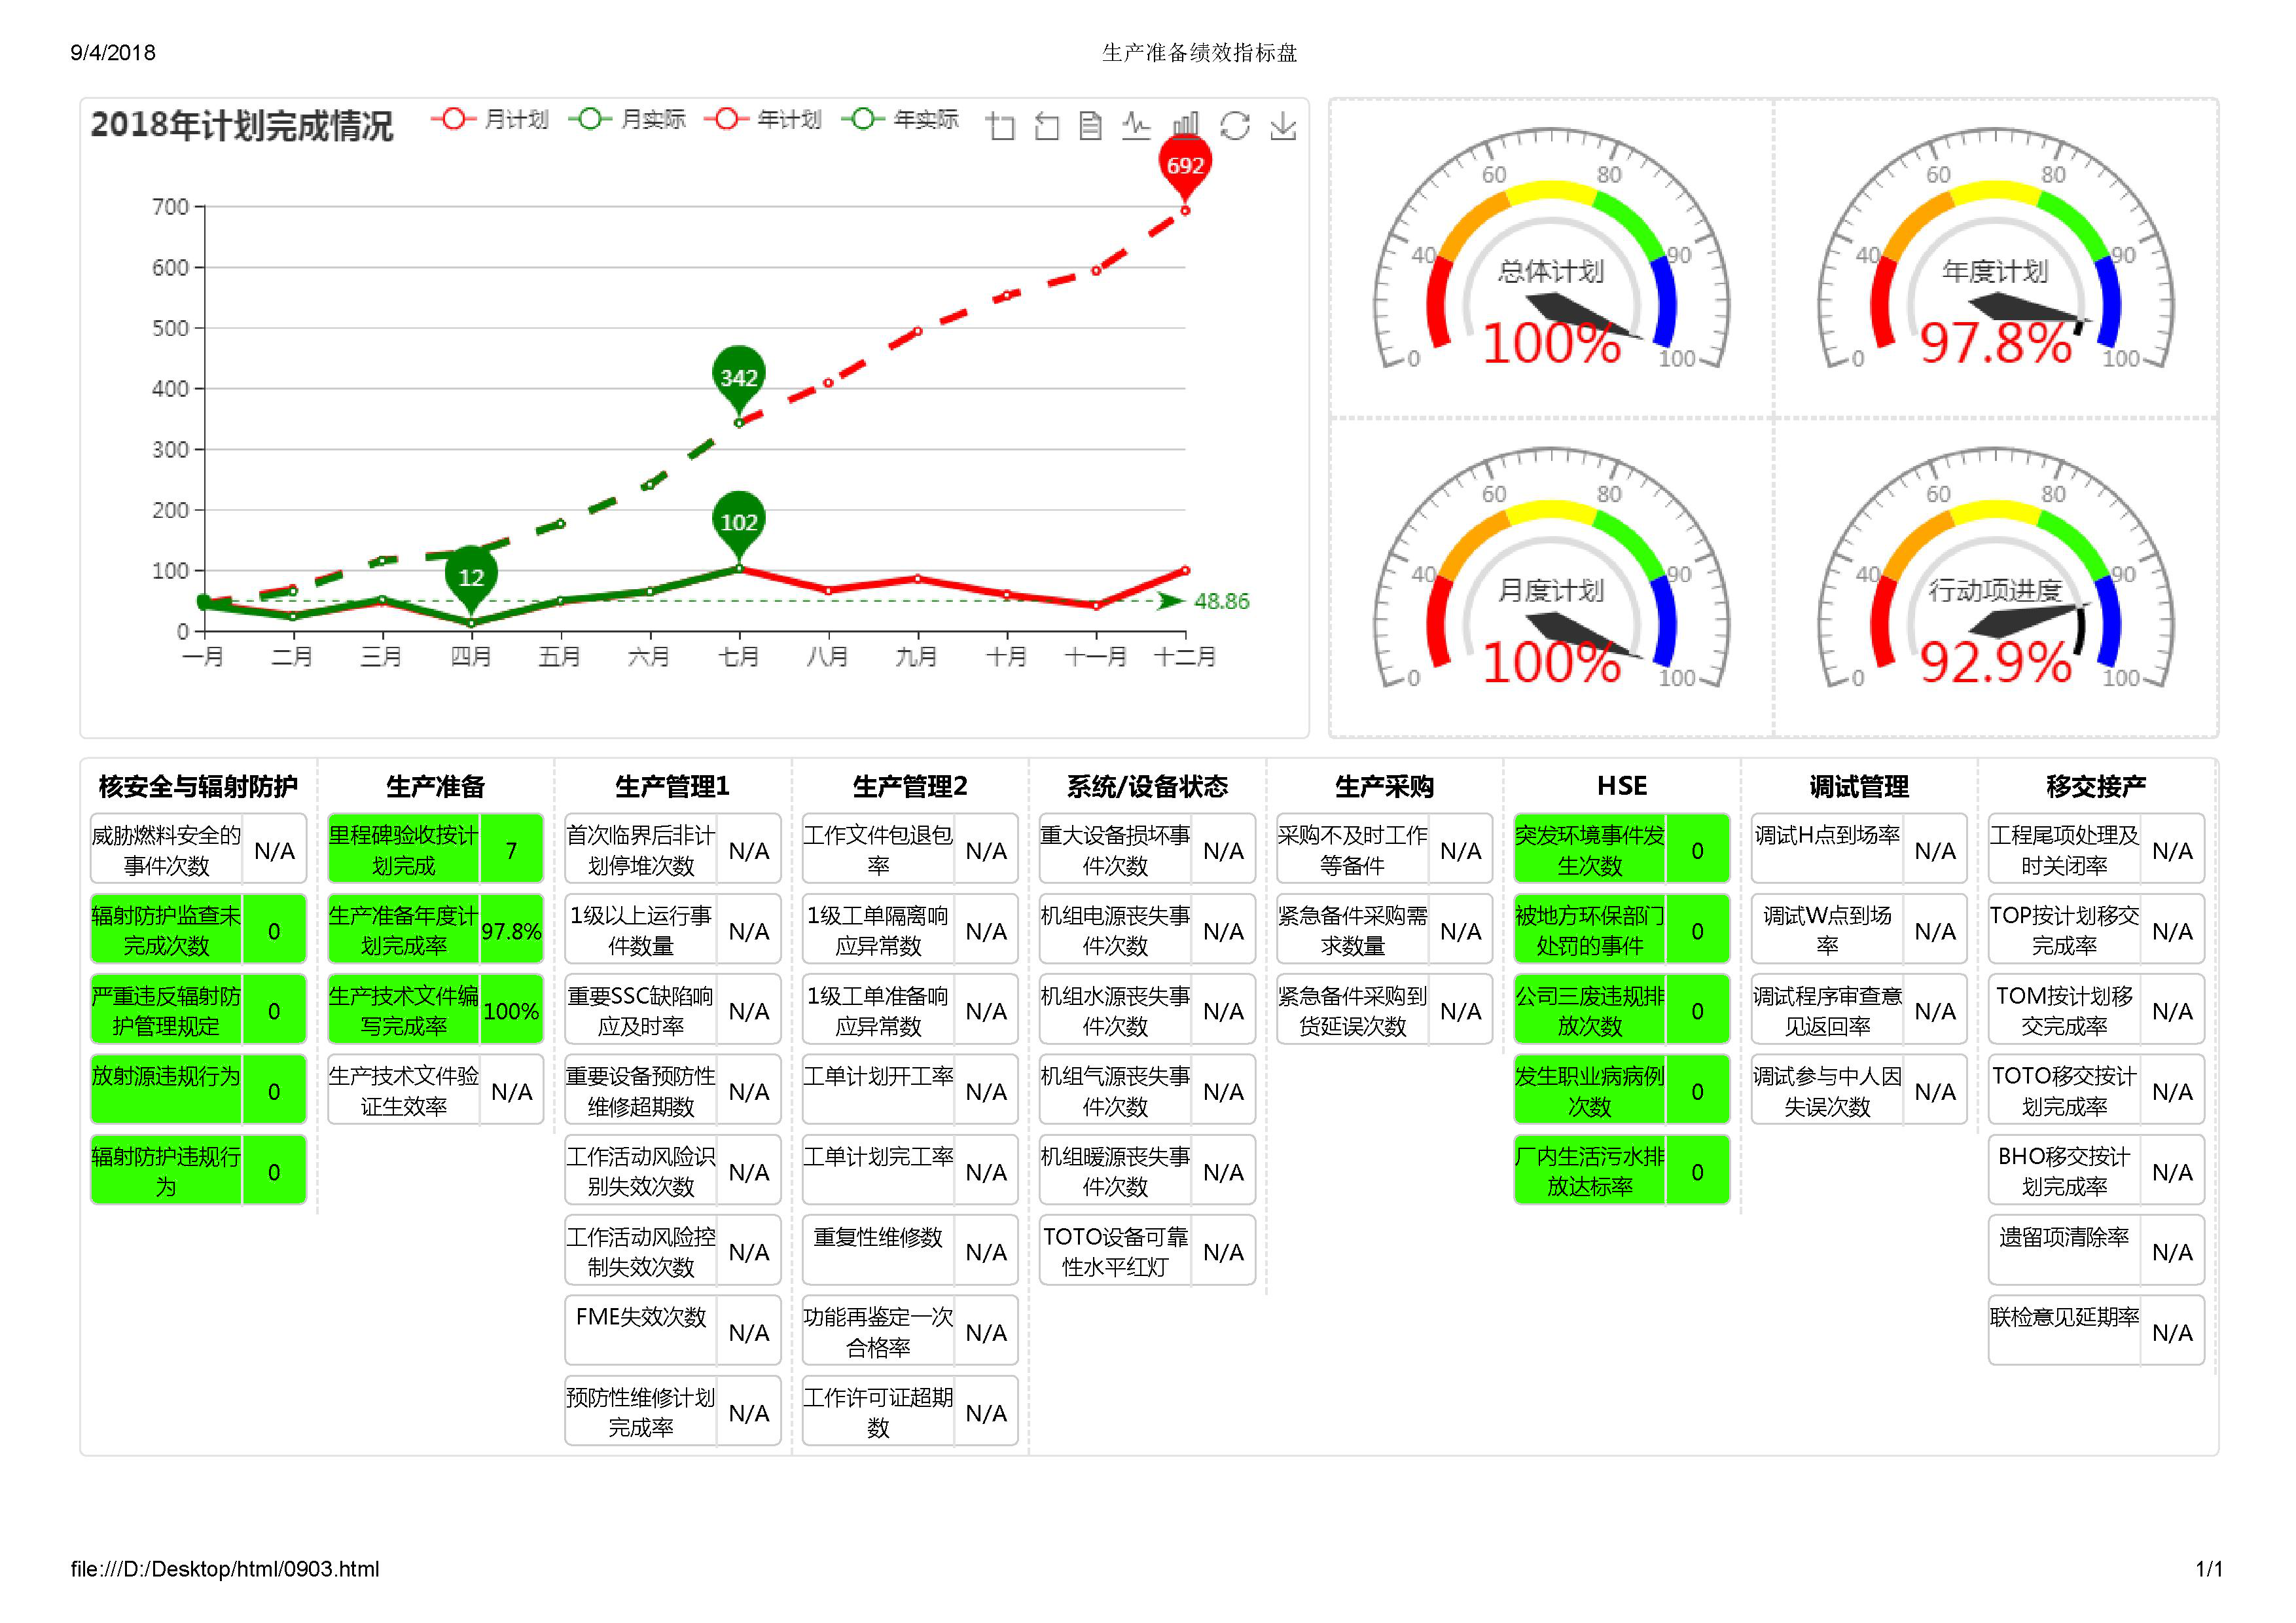 9/4/2018
生产准备绩效指标盘
2018年计划完成情况
月计划 月实际 年计划 年实际
692
700
600
500
400
300
200
100
0
342
102
12
48.86
一月 二月 三月 四月 五月 六月 七月 八月 九月 十月 十一月 十二月
0 40 60 80 90 100
总体计划
100%
0 40 60 80 90 100
年度计划
97.8%
0 40 60 80 90 100
月度计划
100%
0 40 60 80 90 100
行动项进度
92.9%
核安全与辐射防护
威胁燃料安全的
事件次数
N/A
辐射防护监查未
完成次数
0
严重违反辐射防
护管理规定
0
放射源违规行为
0
辐射防护违规行
为
0
生产准备
里程碑验收按计
划完成
7
生产准备年度计
划完成率
97.8%
生产技术文件编
写完成率
100%
生产技术文件验
证生效率
N/A
生产管理1
首次临界后非计
划停堆次数
N/A
1级以上运行事
件数量
N/A
重要SSC缺陷响
应及时率
N/A
重要设备预防性
维修超期数
N/A
工作活动风险识
别失效次数
N/A
工作活动风险控
制失效次数
N/A
FME失效次数
N/A
预防性维修计划
完成率
N/A
生产管理2
工作文件包退包
率
N/A
1级工单隔离响
应异常数
N/A
1级工单准备响
应异常数
N/A
工单计划开工率
N/A
工单计划完工率
N/A
重复性维修数
N/A
功能再鉴定一次
合格率
N/A
工作许可证超期
数
N/A
系统/设备状态
重大设备损坏事
件次数
N/A
机组电源丧失事
件次数
N/A
机组水源丧失事
件次数
N/A
机组气源丧失事
件次数
N/A
机组暖源丧失事
件次数
N/A
TOTO设备可靠
性水平红灯
N/A
生产采购
采购不及时工作
等备件
N/A
紧急备件采购需
求数量
N/A
紧急备件采购到
货延误次数
N/A
HSE
突发环境事件发
生次数
0
被地方环保部门
处罚的事件
0
公司三废违规排
放次数
0
发生职业病病例
次数
0
厂内生活污水排
放达标率
0
调试管理
调试H点到场率
N/A
调试W点到场
率
N/A
调试程序审查意
见返回率
N/A
调试参与中人因
失误次数
N/A
移交接产
工程尾项处理及
时关闭率
N/A
TOP按计划移交
完成率
N/A
TOM按计划移
交完成率
N/A
TOTO移交按计
划完成率
N/A
BHO移交按计
划完成率
N/A
遗留项清除率
N/A
联检意见延期率
N/A
file:///D:/Desktop/html/0903.html
1/1